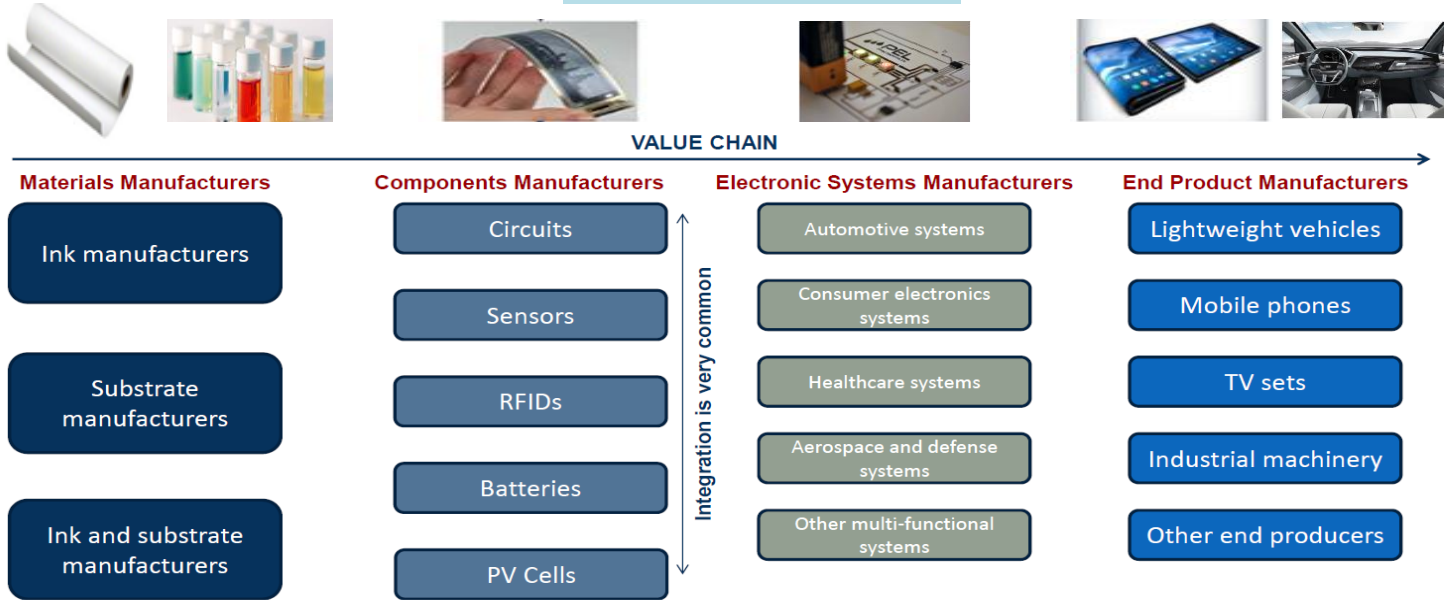 PEL
VALUE CHAIN
Materials Manufacturers
Ink manufacturers
Substrate
manufacturers
Ink and substrate
manufacturers
Components Manufacturers
Circuits
Sensors
RFIDs
Batteries
PV Cells
Integration is very common
Electronic Systems Manufacturers
Automotive systems
Consumer electronics
systems
Healthcare systems
Aerospace and defense
systems
Other multi-functional
systems
End Product Manufacturers
Lightweight vehicles
Mobile phones
TV sets
Industrial machinery
Other end producers